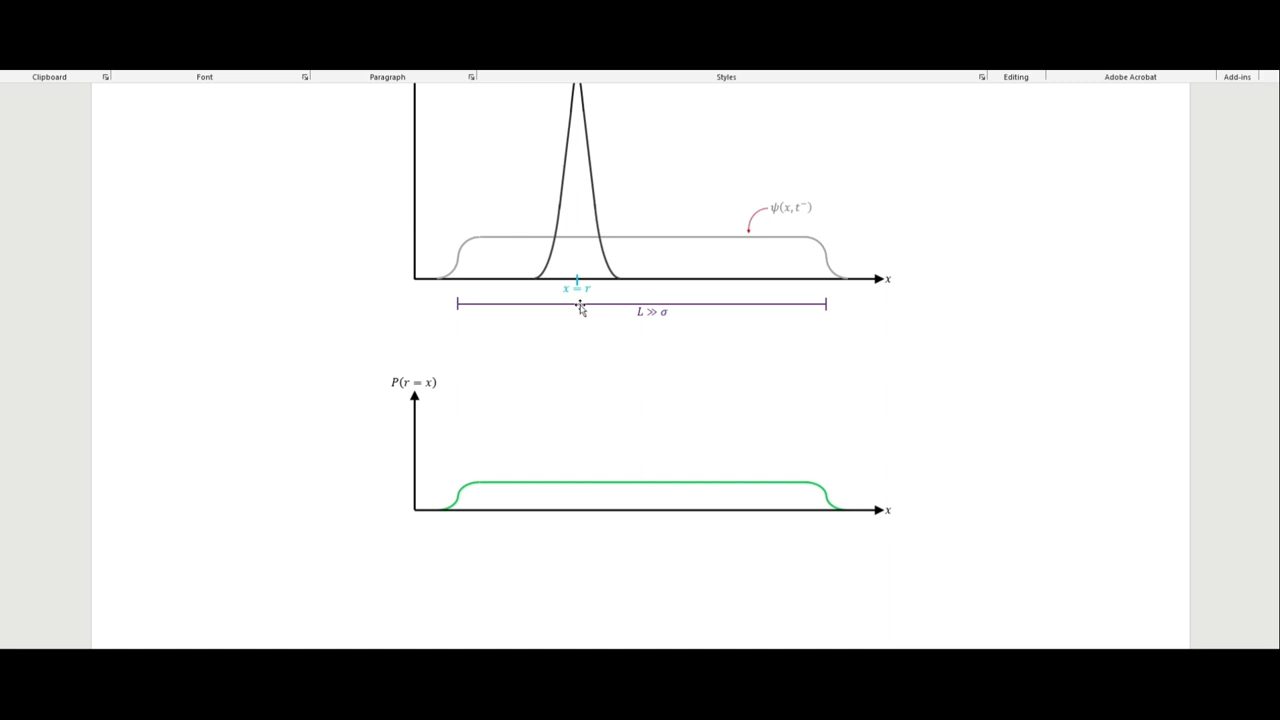 Clipboard Font Paragraph Styles Editing Adobe Acrobat Add-ins
ψ(x, t⁻)
x
x = r
L ≫ σ
P(r = x)
x